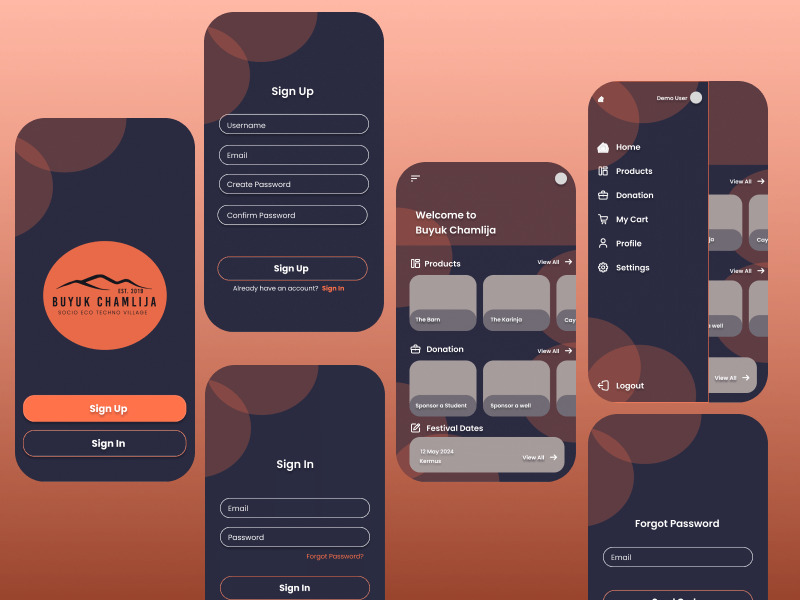 EST. 2019
BUYUK CHAMLIJA
SOCIO ECO TECHNO VILLAGE
Sign Up
Sign In
Sign Up
Username
Email
Create Password
Confirm Password
Sign Up
Already have an account? Sign In
Sign In
Email
Password
Forgot Password?
Sign In
Welcome to
Buyuk Chamlija
Products
View All
The Barn
The Karinja
Cay
Donation
View All
Sponsor a Student
Sponsor a well
Festival Dates
12 May 2024
Kermus
View All
Demo User
Home
Products
Donation
My Cart
Profile
Settings
Logout
View All
ja
Cay
View All
a well
View All
Forgot Password
Email